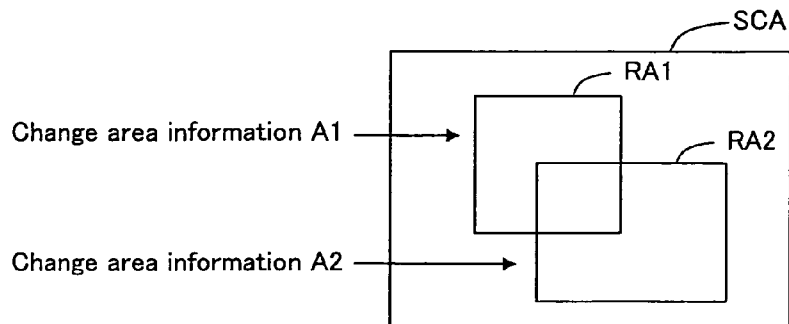 SCA
RA1
Change area information A1
RA2
Change area information A2